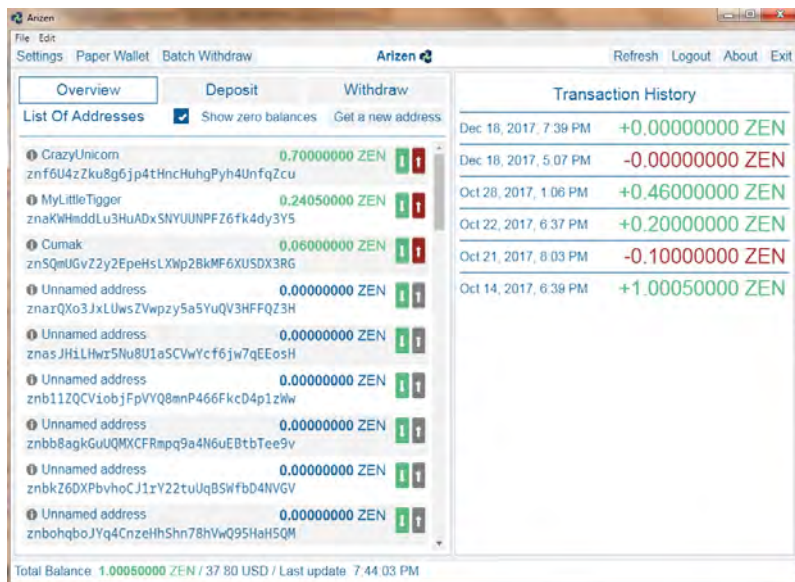 Arizen
File Edit
Settings Paper Wallet Batch Withdraw Arizen Refresh Logout About Exit
Overview Deposit Withdraw
List Of Addresses Show zero balances Get a new address
CrazyUnicorn 0.70000000 ZEN
znf6U4zZku8g6jp4tHncHuhgPyh4UnfqZcu
MyLittleTigger 0.24050000 ZEN
znaKWHmddLu3HuADxSNYUUNPFZ6fk4dy3Y5
Cumak 0.06000000 ZEN
znSQmUGvZ2y2EpeHsLXWp2BkMF6XUSDX3RG
Unnamed address 0.00000000 ZEN
znarQXo3JxLUwsZVwpzy5a5YuQV3HFFQZ3H
Unnamed address 0.00000000 ZEN
znasJHiLHwr5Nu8U1aSCVwYcf6jw7qEEosH
Unnamed address 0.00000000 ZEN
znb11ZQCViobjFpVYQ8mnP466FkcD4p1zWw
Unnamed address 0.00000000 ZEN
znbb8agkGuUQMXCFRmpq9a4N6uEBtbTee9v
Unnamed address 0.00000000 ZEN
znbkZ6DXPbvhoCJ1rY22tuUqBSWfbD4NVGV
Unnamed address 0.00000000 ZEN
znbohqboJYq4CnzeHhShn78hVwQ95HaH5QM
Transaction History
Dec 18, 2017, 7:39 PM +0.00000000 ZEN
Dec 18, 2017, 5:07 PM -0.00000000 ZEN
Oct 28, 2017, 1:06 PM +0.46000000 ZEN
Oct 22, 2017, 6:37 PM +0.20000000 ZEN
Oct 21, 2017, 8:03 PM -0.10000000 ZEN
Oct 14, 2017, 6:39 PM +1.00050000 ZEN
Total Balance 1.00050000 ZEN / 37.80 USD / Last update 7:44:03 PM